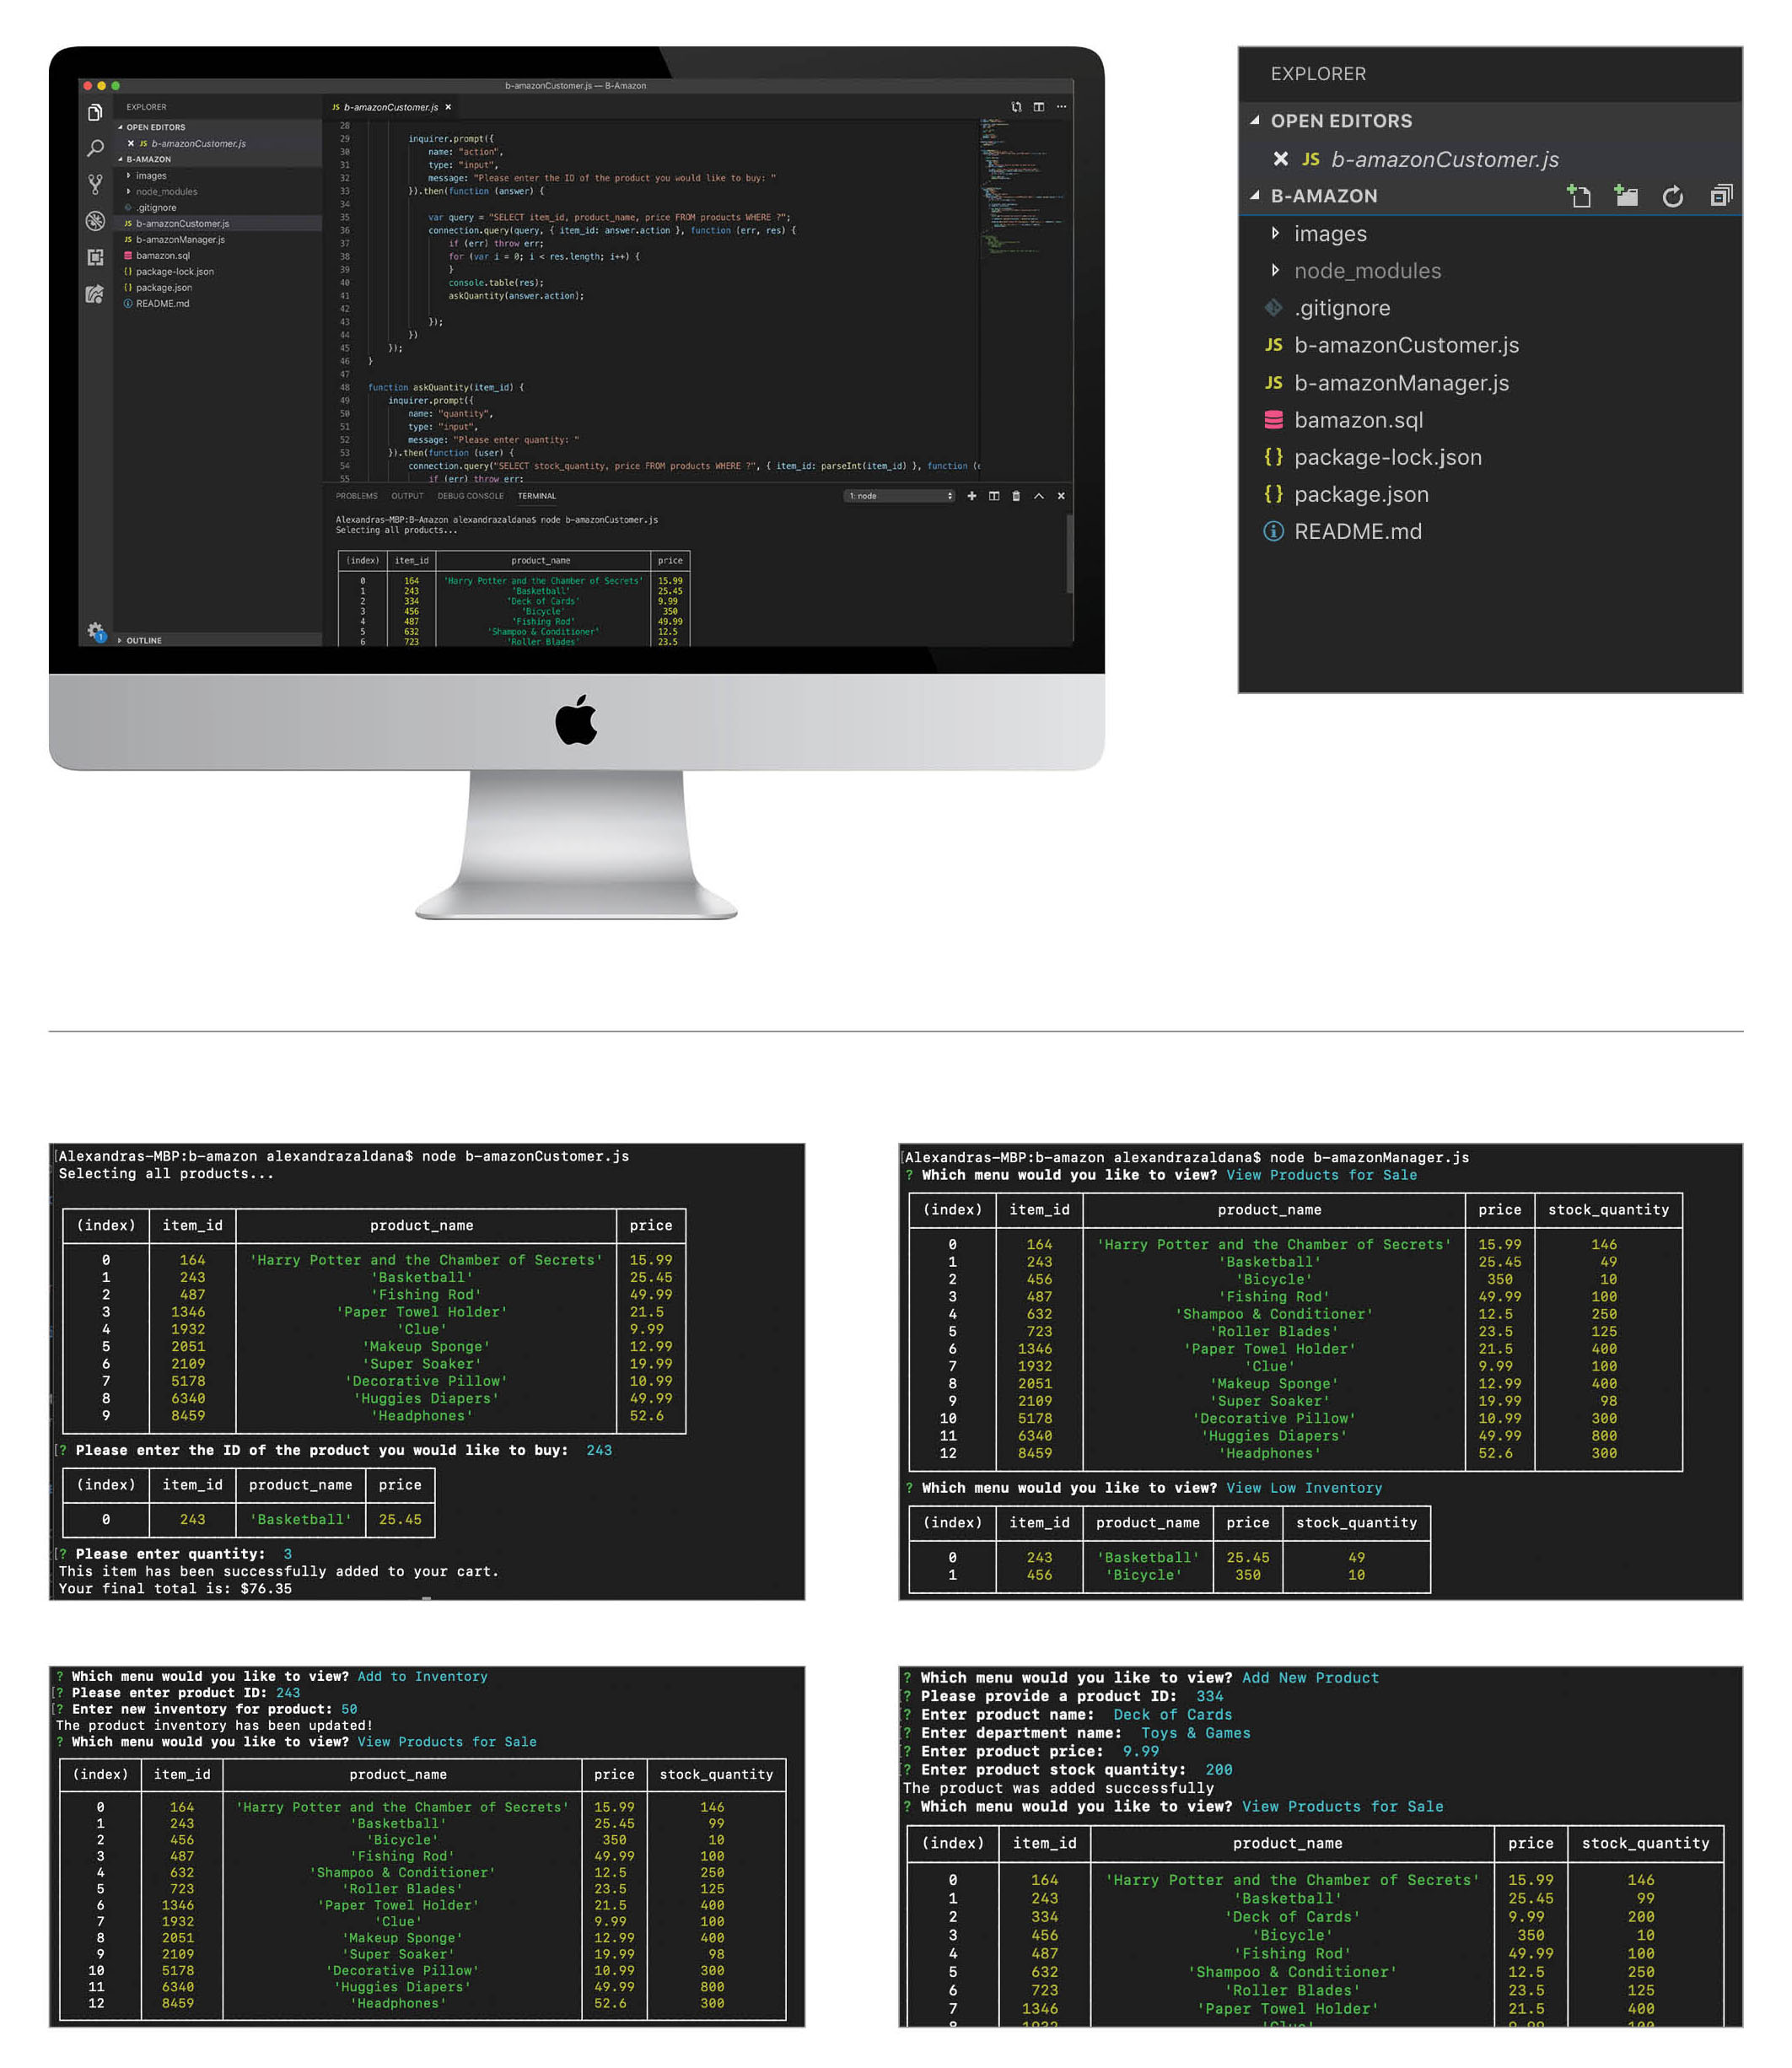 b-amazonCustomer.js — B-Amazon
EXPLORER
OPEN EDITORS
JS b-amazonCustomer.js
B-AMAZON
images
node_modules
.gitignore
JS b-amazonCustomer.js
JS b-amazonManager.js
bamazon.sql
{} package-lock.json
{} package.json
README.md
1
OUTLINE
JS b-amazonCustomer.js ×
28
29 inquirer.prompt({
30 name: "action",
31 type: "input",
32 message: "Please enter the ID of the product you would like to buy: "
33 }).then(function (answer) {
34
35 var query = "SELECT item_id, product_name, price FROM products WHERE ?";
36 connection.query(query, { item_id: answer.action }, function (err, res) {
37 if (err) throw err;
38 for (var i = 0; i < res.length; i++) {
39 }
40 console.table(res);
41 askQuantity(answer.action);
42
43 });
44 })
45 });
46 }
47
48 function askQuantity(item_id) {
49 inquirer.prompt({
50 name: "quantity",
51 type: "input",
52 message: "Please enter quantity: "
53 }).then(function (user) {
54 connection.query("SELECT stock_quantity, price FROM products WHERE ?", { item_id: parseInt(item_id) }, function (
55 if (err) throw err:
PROBLEMS OUTPUT DEBUG CONSOLE TERMINAL 1: node
Alexandras-MBP:B-Amazon alexandrazaldana$ node b-amazonCustomer.js
Selecting all products...
(index) item_id product_name price
0 164 'Harry Potter and the Chamber of Secrets' 15.99
1 243 'Basketball' 25.45
2 334 'Deck of Cards' 9.99
3 456 'Bicycle' 350
4 487 'Fishing Rod' 49.99
5 632 'Shampoo & Conditioner' 12.5
6 723 'Roller Blades' 23.5
EXPLORER
OPEN EDITORS
JS b-amazonCustomer.js
B-AMAZON
images
node_modules
.gitignore
JS b-amazonCustomer.js
JS b-amazonManager.js
bamazon.sql
{} package-lock.json
{} package.json
README.md
[Alexandras-MBP:b-amazon alexandrazaldana$ node b-amazonCustomer.js
Selecting all products...
(index) item_id product_name price
0 164 'Harry Potter and the Chamber of Secrets' 15.99
1 243 'Basketball' 25.45
2 487 'Fishing Rod' 49.99
3 1346 'Paper Towel Holder' 21.5
4 1932 'Clue' 9.99
5 2051 'Makeup Sponge' 12.99
6 2109 'Super Soaker' 19.99
7 5178 'Decorative Pillow' 10.99
8 6340 'Huggies Diapers' 49.99
9 8459 'Headphones' 52.6
[? Please enter the ID of the product you would like to buy: 243
(index) item_id product_name price
0 243 'Basketball' 25.45
[? Please enter quantity: 3
This item has been successfully added to your cart.
Your final total is: $76.35
[Alexandras-MBP:b-amazon alexandrazaldana$ node b-amazonManager.js
? Which menu would you like to view? View Products for Sale
(index) item_id product_name price stock_quantity
0 164 'Harry Potter and the Chamber of Secrets' 15.99 146
1 243 'Basketball' 25.45 49
2 456 'Bicycle' 350 10
3 487 'Fishing Rod' 49.99 100
4 632 'Shampoo & Conditioner' 12.5 250
5 723 'Roller Blades' 23.5 125
6 1346 'Paper Towel Holder' 21.5 400
7 1932 'Clue' 9.99 100
8 2051 'Makeup Sponge' 12.99 400
9 2109 'Super Soaker' 19.99 98
10 5178 'Decorative Pillow' 10.99 300
11 6340 'Huggies Diapers' 49.99 800
12 8459 'Headphones' 52.6 300
? Which menu would you like to view? View Low Inventory
(index) item_id product_name price stock_quantity
0 243 'Basketball' 25.45 49
1 456 'Bicycle' 350 10
? Which menu would you like to view? Add to Inventory
[? Please enter product ID: 243
[? Enter new inventory for product: 50
The product inventory has been updated!
? Which menu would you like to view? View Products for Sale
(index) item_id product_name price stock_quantity
0 164 'Harry Potter and the Chamber of Secrets' 15.99 146
1 243 'Basketball' 25.45 99
2 456 'Bicycle' 350 10
3 487 'Fishing Rod' 49.99 100
4 632 'Shampoo & Conditioner' 12.5 250
5 723 'Roller Blades' 23.5 125
6 1346 'Paper Towel Holder' 21.5 400
7 1932 'Clue' 9.99 100
8 2051 'Makeup Sponge' 12.99 400
9 2109 'Super Soaker' 19.99 98
10 5178 'Decorative Pillow' 10.99 300
11 6340 'Huggies Diapers' 49.99 800
12 8459 'Headphones' 52.6 300
? Which menu would you like to view? Add New Product
[? Please provide a product ID: 334
[? Enter product name: Deck of Cards
[? Enter department name: Toys & Games
[? Enter product price: 9.99
[? Enter product stock quantity: 200
The product was added successfully
? Which menu would you like to view? View Products for Sale
(index) item_id product_name price stock_quantity
0 164 'Harry Potter and the Chamber of Secrets' 15.99 146
1 243 'Basketball' 25.45 99
2 334 'Deck of Cards' 9.99 200
3 456 'Bicycle' 350 10
4 487 'Fishing Rod' 49.99 100
5 632 'Shampoo & Conditioner' 12.5 250
6 723 'Roller Blades' 23.5 125
7 1346 'Paper Towel Holder' 21.5 400
8 1932 'Clue' 9.99 100